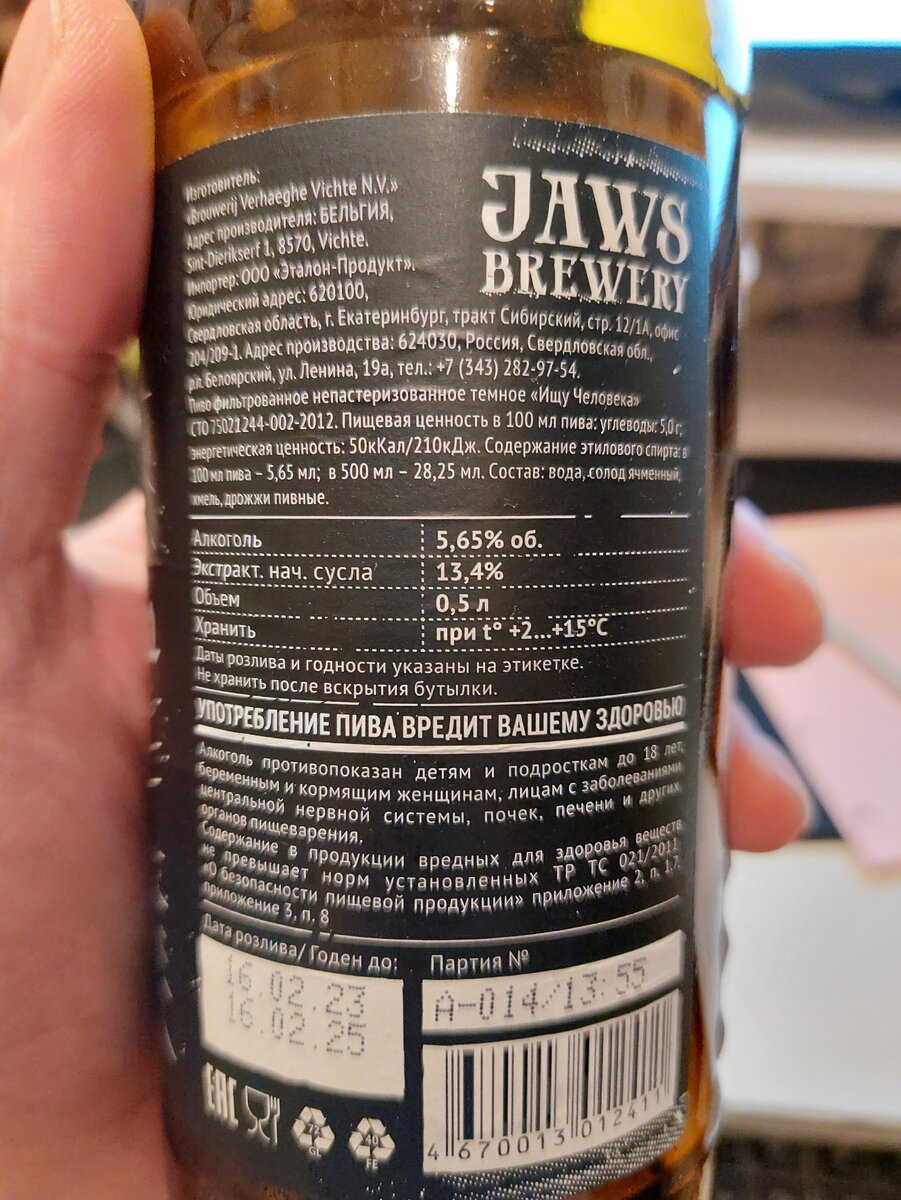 Изготовитель:
«Brouwerij Verhaeghe Vichte N.V.»
Адрес производителя: БЕЛЬГИЯ,
Sint-Dierikserf 1, 8570, Vichte.
Импортер: ООО «Эталон-Продукт».
Юридический адрес: 620100,
JAWS
BREWERY
Свердловская область, г. Екатеринбург, тракт Сибирский, стр. 12/1А, офис
204/209-1. Адрес производства: 624030, Россия, Свердловская обл.,
р.п. Белоярский, ул. Ленина, 19а, тел.: +7 (343) 282-97-54.
Пиво фильтрованное непастеризованное темное «Ищу Человека»
СТО 75021244-002-2012. Пищевая ценность в 100 мл пива: углеводы: 5,0 г;
энергетическая ценность: 50кКал/210кДж. Содержание этилового спирта: в
100 мл пива – 5,65 мл; в 500 мл – 28,25 мл. Состав: вода, солод ячменный,
хмель, дрожжи пивные.
Алкоголь 5,65% об.
Экстракт. нач. сусла 13,4%
Объем 0,5 л
Хранить при t° +2...+15°C
Даты розлива и годности указаны на этикетке.
Не хранить после вскрытия бутылки.
УПОТРЕБЛЕНИЕ ПИВА ВРЕДИТ ВАШЕМУ ЗДОРОВЬЮ
Алкоголь противопоказан детям и подросткам до 18 лет,
беременным и кормящим женщинам, лицам с заболеваниями
центральной нервной системы, почек, печени и других
органов пищеварения.
Содержание в продукции вредных для здоровья веществ
не превышает норм установленных ТР ТС 021/2011
«О безопасности пищевой продукции» приложение 2, п. 1.7,
приложение 3, п. 8
Дата розлива/ Годен до:
16.02.23
16.02.25
Партия №
А-014/13:55
EAC
72
GL
40
FE
4 670013 012411